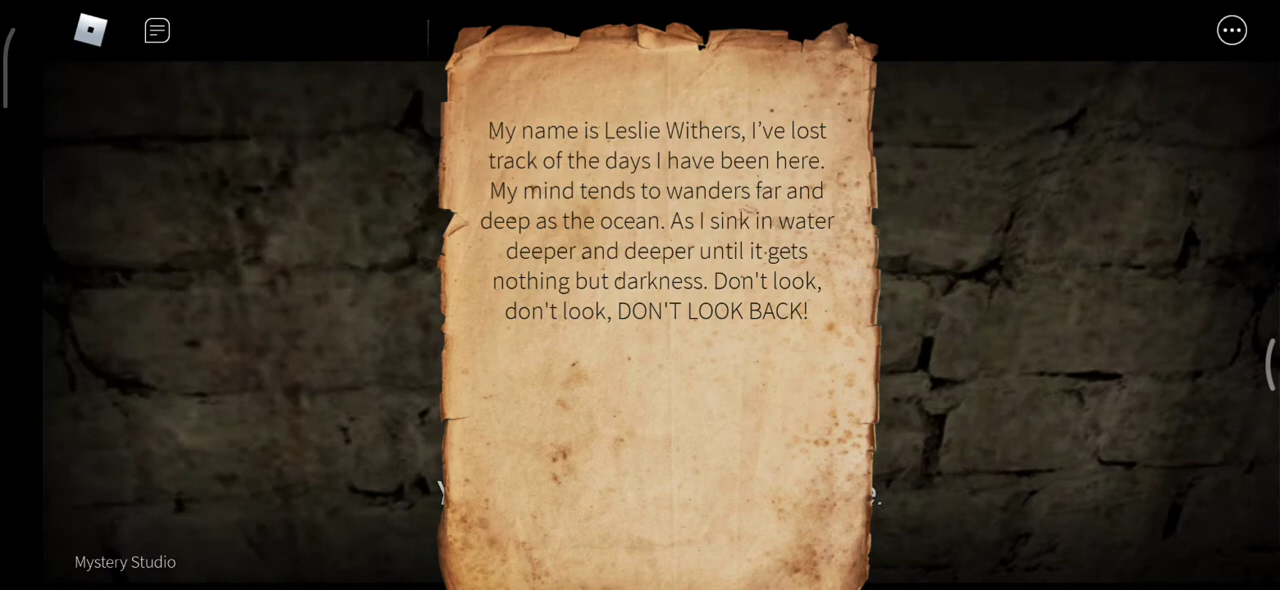 My name is Leslie Withers, I’ve lost
track of the days I have been here.
My mind tends to wanders far and
deep as the ocean. As I sink in water
deeper and deeper until it gets
nothing but darkness. Don't look,
don't look, DON'T LOOK BACK!
Mystery Studio